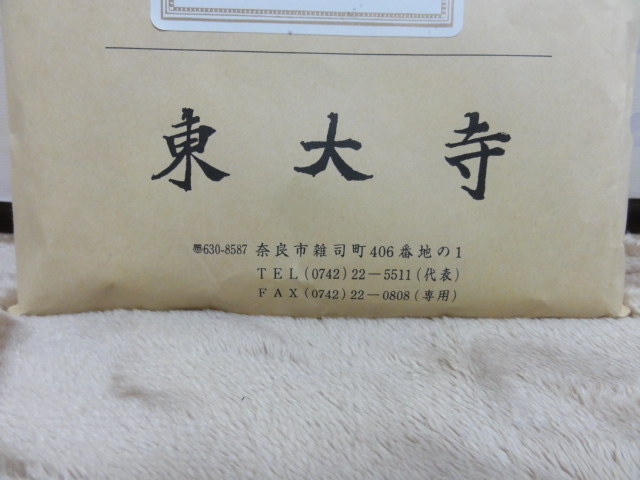 東大寺
〠630-8587 奈良市雑司町406番地の1
TEL(0742)22－5511(代表)
FAX(0742)22－0808(専用)